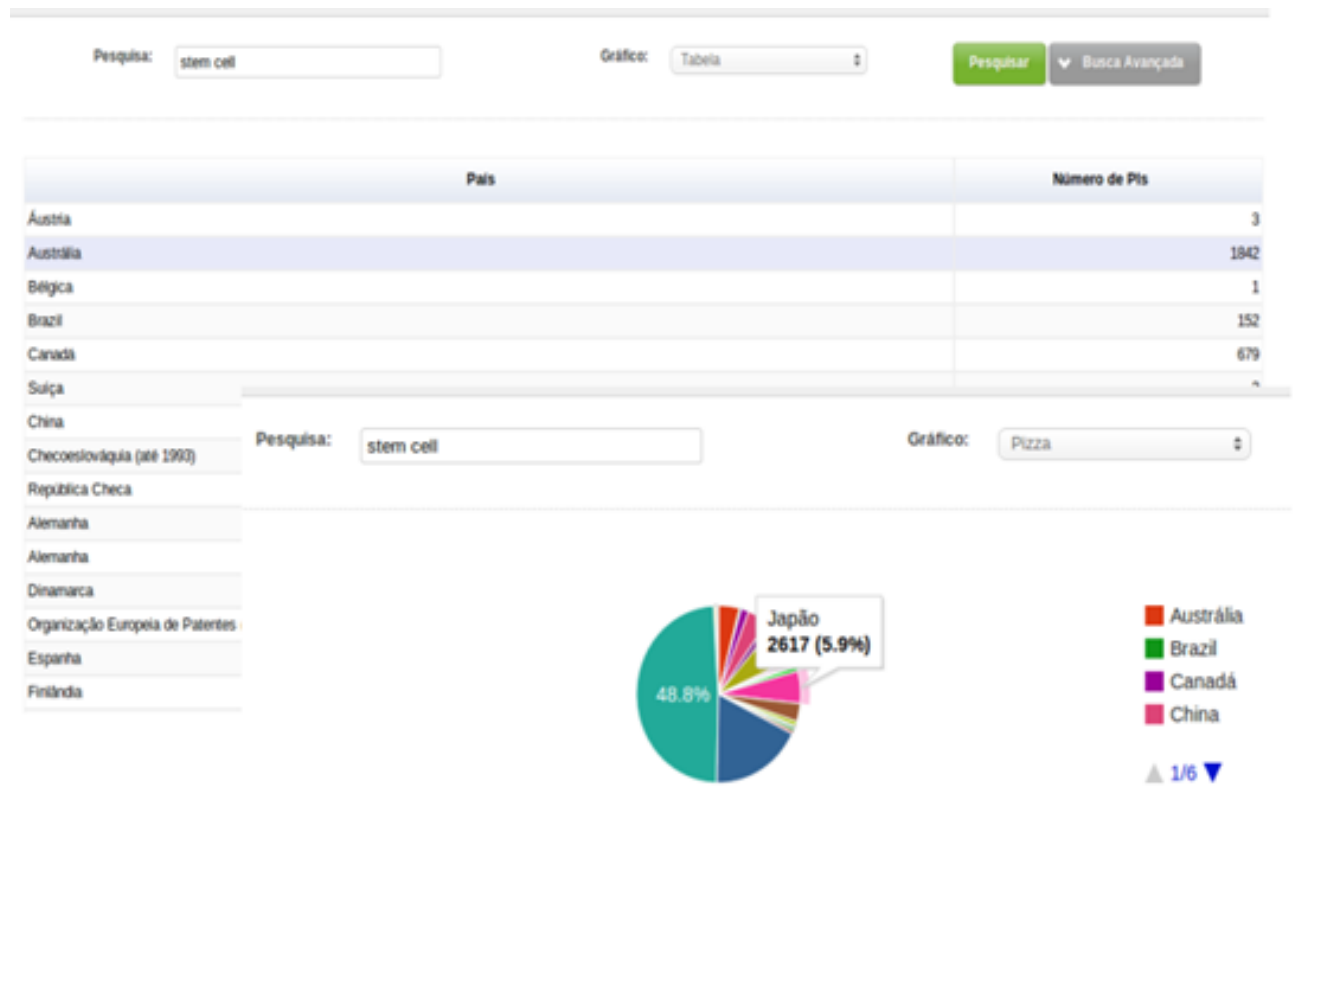 Pesquisa: stem cell Gráfico: Tabela Pesquisar Busca Avançada
País Número de PIs
Áustria 3
Austrália 1842
Bélgica 1
Brazil 152
Canadá 679
Suíça
China
Checoeslováquia (até 1993)
República Checa
Alemanha
Alemanha
Dinamarca
Organização Europeia de Patentes
Espanha
Finlândia
Pesquisa: stem cell Gráfico: Pizza
Japão
2617 (5.9%)
48.8%
Austrália
Brazil
Canadá
China
1/6